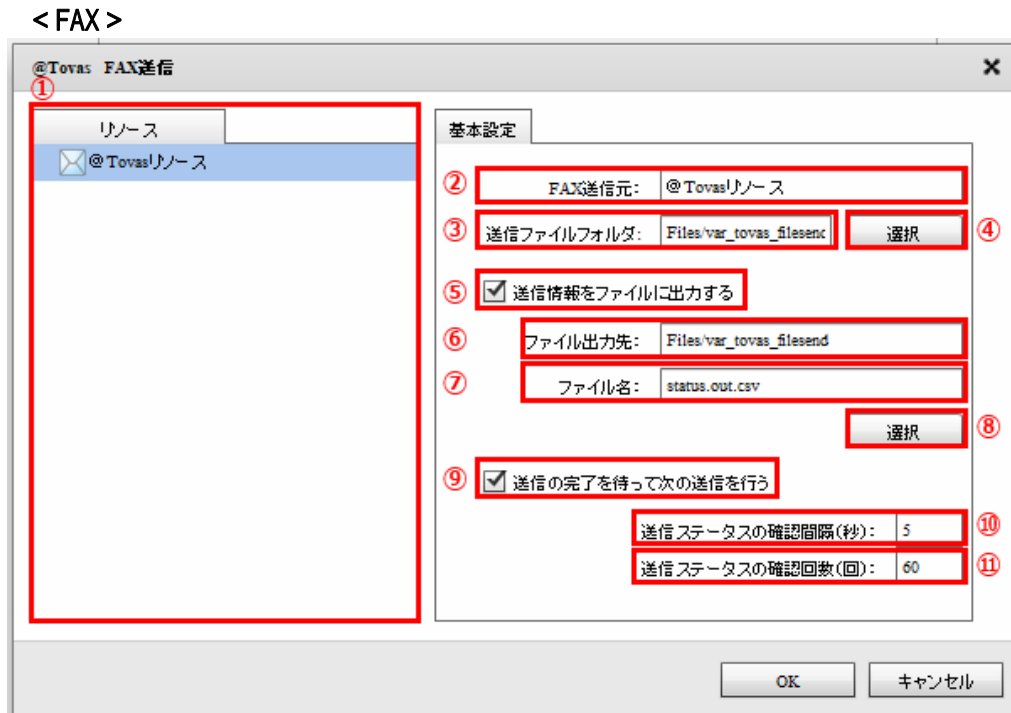 <FAX>
@Tovas FAX送信
①
リソース
@Tovasリソース
基本設定
② FAX送信元: @Tovasリソース
③ 送信ファイルフォルダ: Files/var_tovas_filesend 選択 ④
⑤ 送信情報をファイルに出力する
⑥ ファイル出力先: Files/var_tovas_filesend
⑦ ファイル名: status.out.csv
選択 ⑧
⑨ 送信の完了を待って次の送信を行う
送信ステータスの確認間隔(秒): 5 ⑩
送信ステータスの確認回数(回): 60 ⑪
OK キャンセル